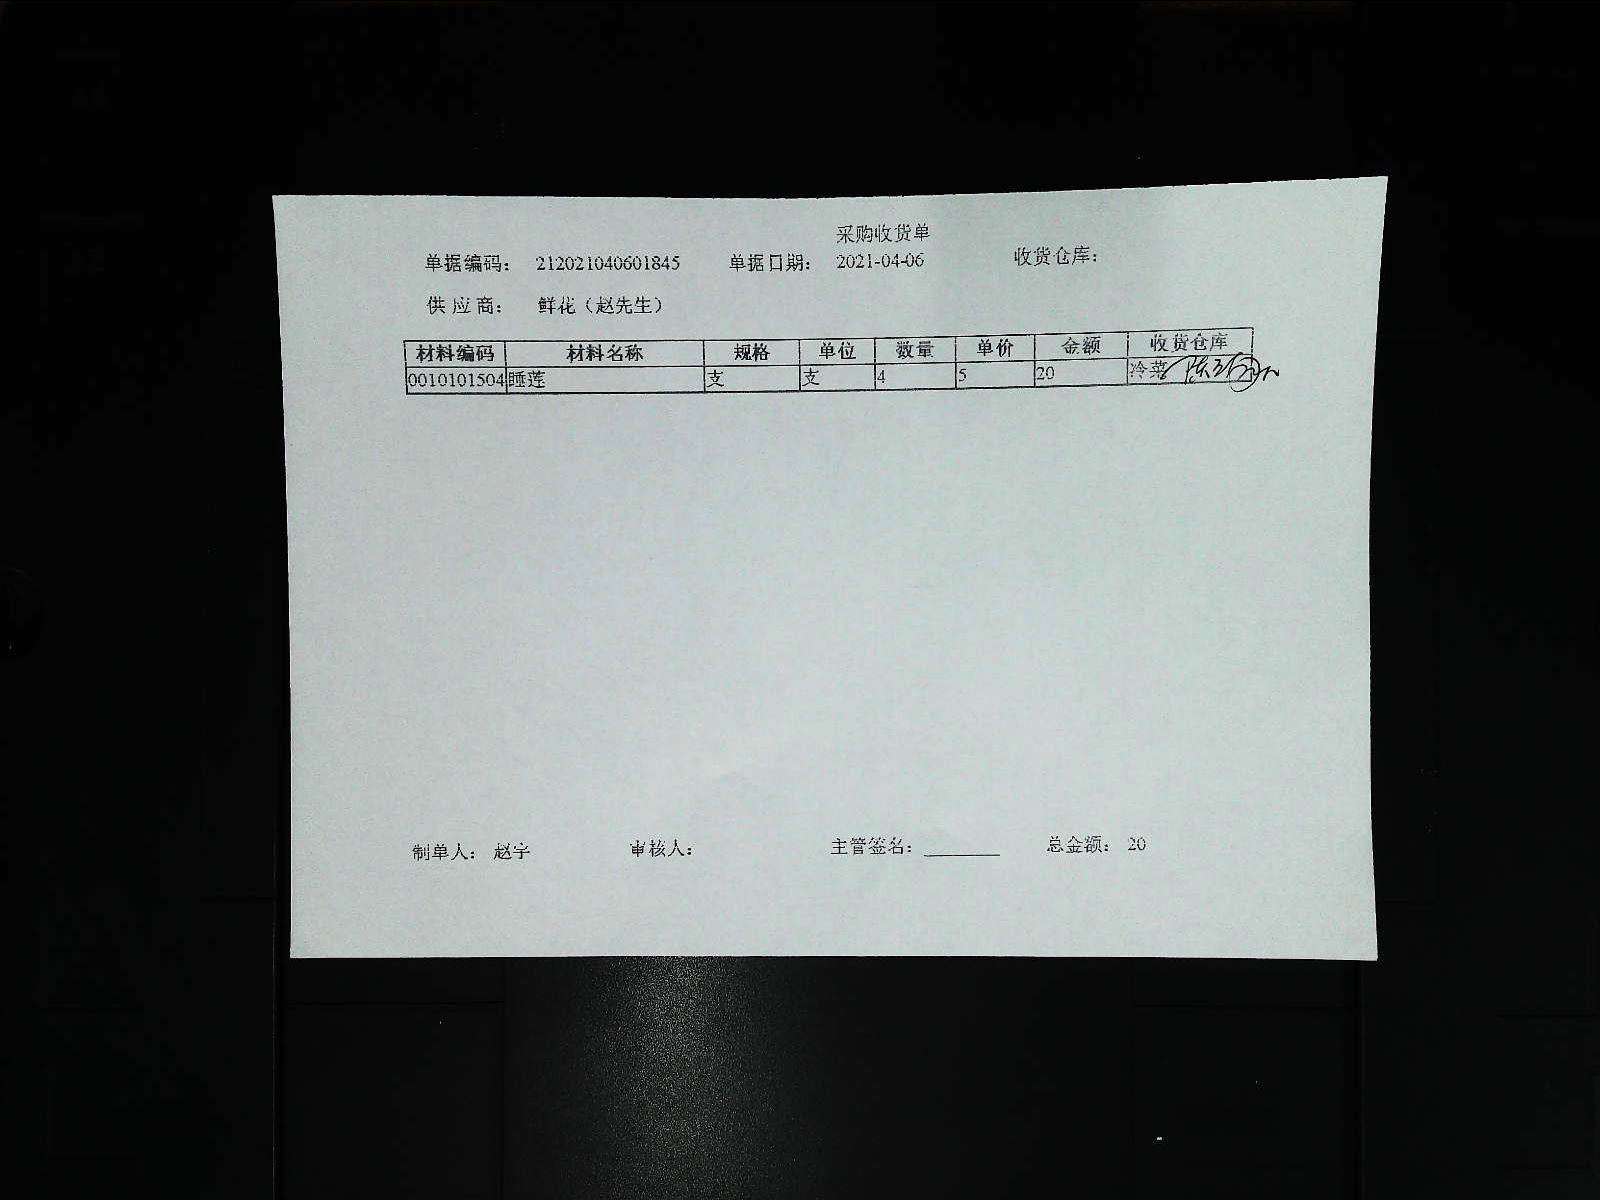 采购收货单
单据编码： 212021040601845 单据日期： 2021-04-06 收货仓库：
供应商： 鲜花（赵先生）
材料编码 材料名称 规格 单位 数量 单价 金额 收货仓库
0010101504 睡莲 支 支 4 5 20 冷菜
制单人： 赵宇 审核人： 主管签名： 总金额： 20